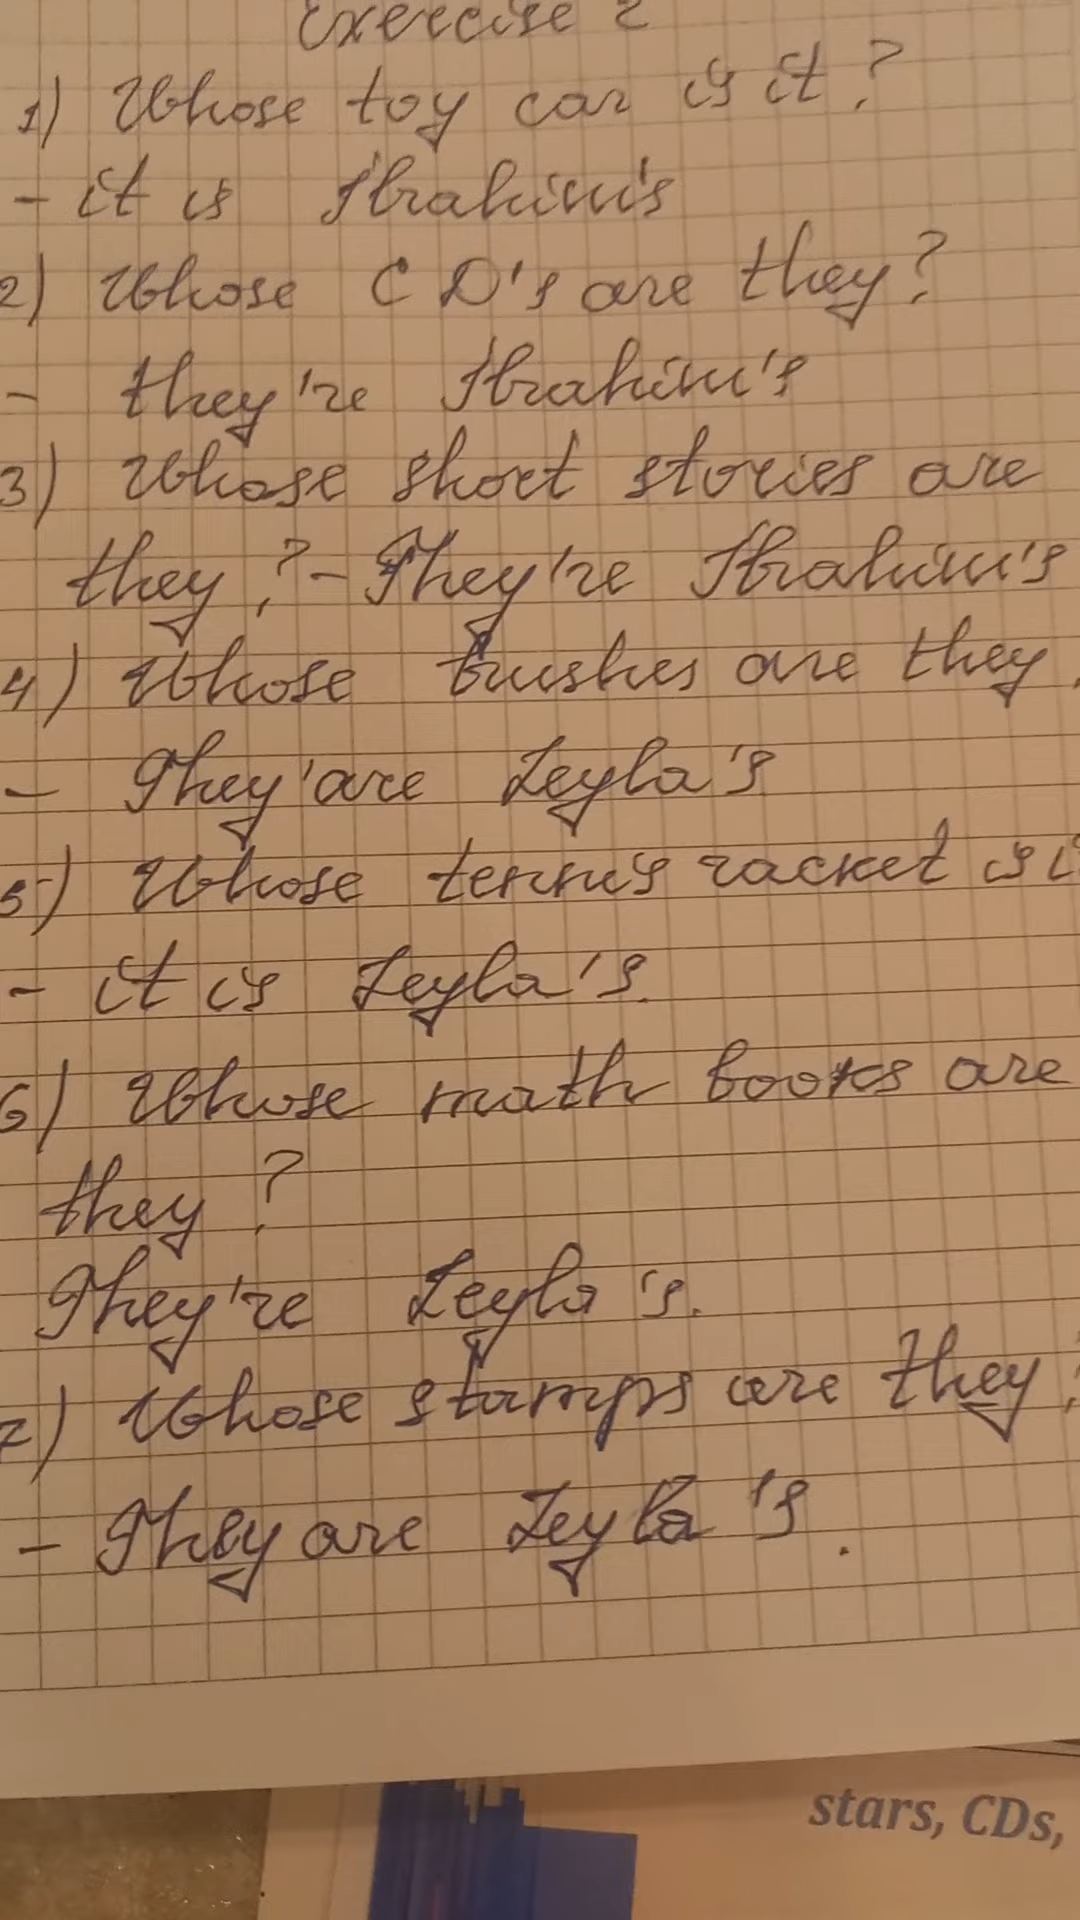 Exercise 2
1) Whose toy car is it?
- it is Ibrahim's
2) Whose CD's are they?
- they're Ibrahim's
3) Whose short stories are
they? - They're Ibrahim's
4) Whose brushes are they
- They'are Leyla's
5) Whose tennis racket is i
- it is Leyla's.
6) Whose math books are
they?
They're Leyla's.
7) Whose stamps are they?
- They are Leyla's.
stars, CDs,